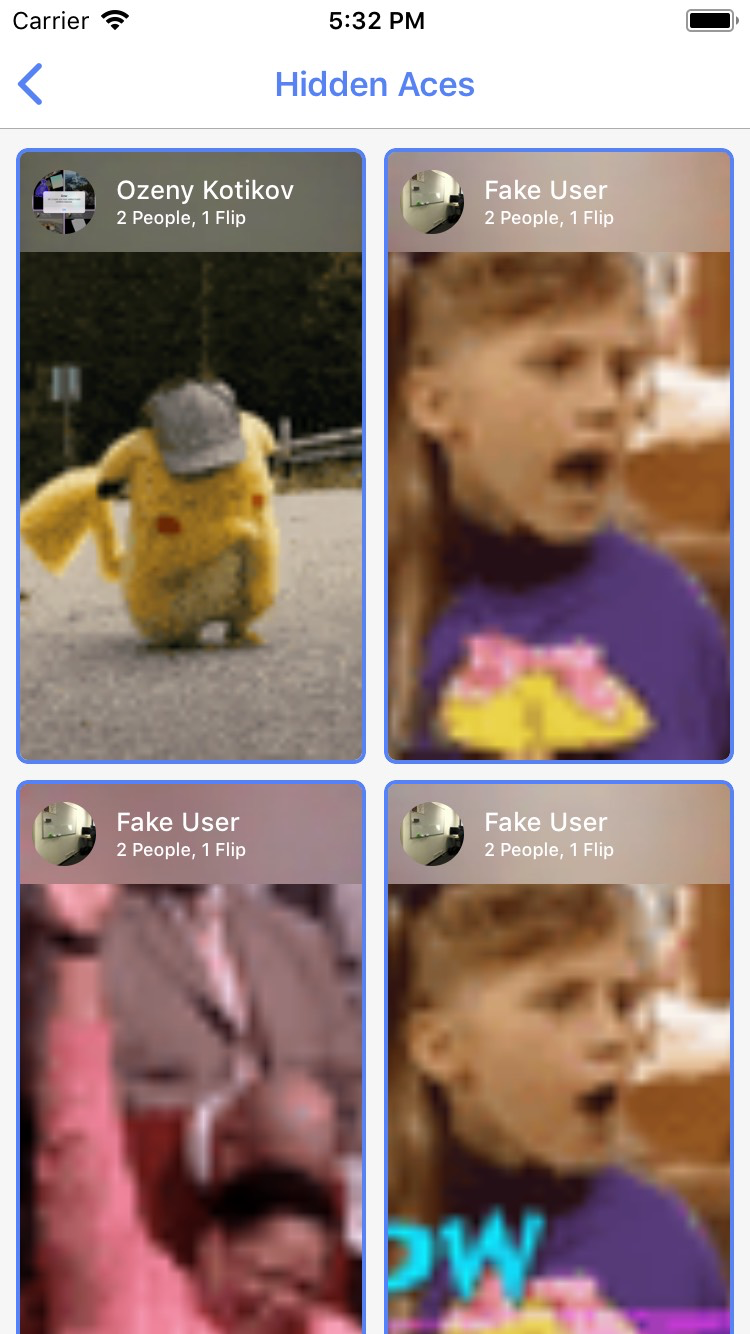 Carrier 5:32 PM
Hidden Aces
Ozeny Kotikov
2 People, 1 Flip
Fake User
2 People, 1 Flip
Fake User
2 People, 1 Flip
Fake User
2 People, 1 Flip
OW